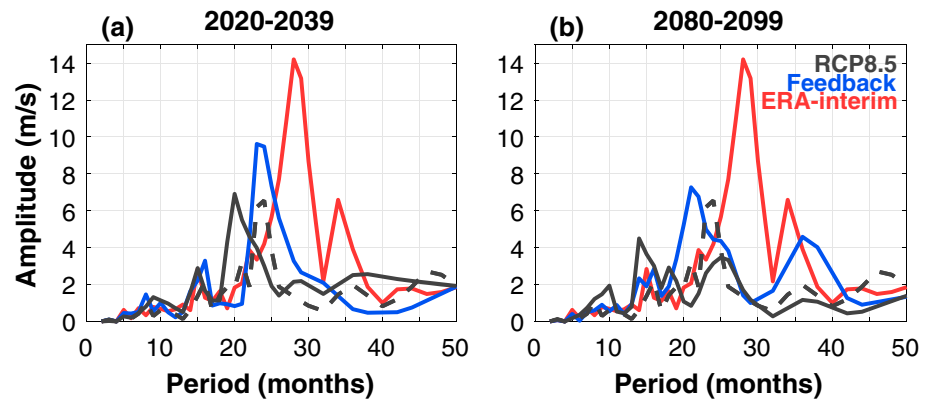 (a) 2020-2039
(b) 2080-2099
Amplitude (m/s)
14
12
10
8
6
4
2
0
0 10 20 30 40 50
Period (months)
14
12
10
8
6
4
2
0
0 10 20 30 40 50
Period (months)
RCP8.5
Feedback
ERA-interim